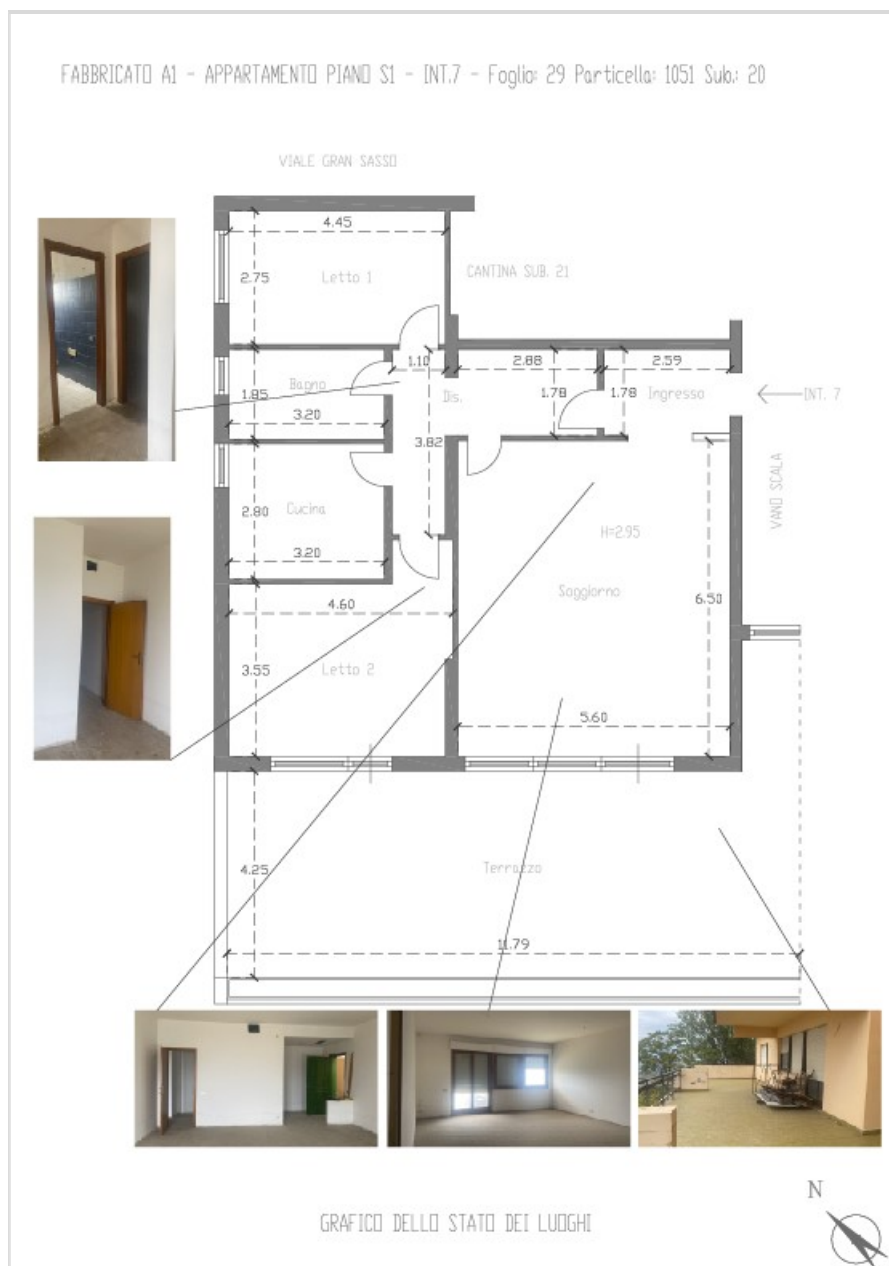 FABBRICATO A1 - APPARTAMENTO PIANO S1 - INT.7 - Foglio: 29 Particella: 1051 Sub.: 20
VIALE GRAN SASSO
4.45
2.75
Letto 1
CANTINA SUB. 21
1.10
2.88
2.59
Bagno
1.85
Dis.
1.78
1.78
Ingresso
INT. 7
3.20
3.82
VANO SCALA
2.80
Cucina
H=2.95
3.20
4.60
Soggiorno
6.50
3.55
Letto 2
5.60
4.25
Terrazzo
11.79
N
GRAFICO DELLO STATO DEI LUOGHI